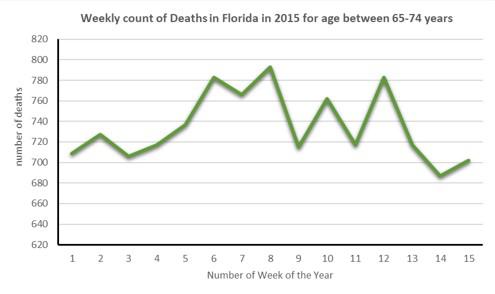 Weekly count of Deaths in Florida in 2015 for age between 65-74 years
820
800
780
760
740
720
700
680
660
640
620
number of deaths
1 2 3 4 5 6 7 8 9 10 11 12 13 14 15
Number of Week of the Year